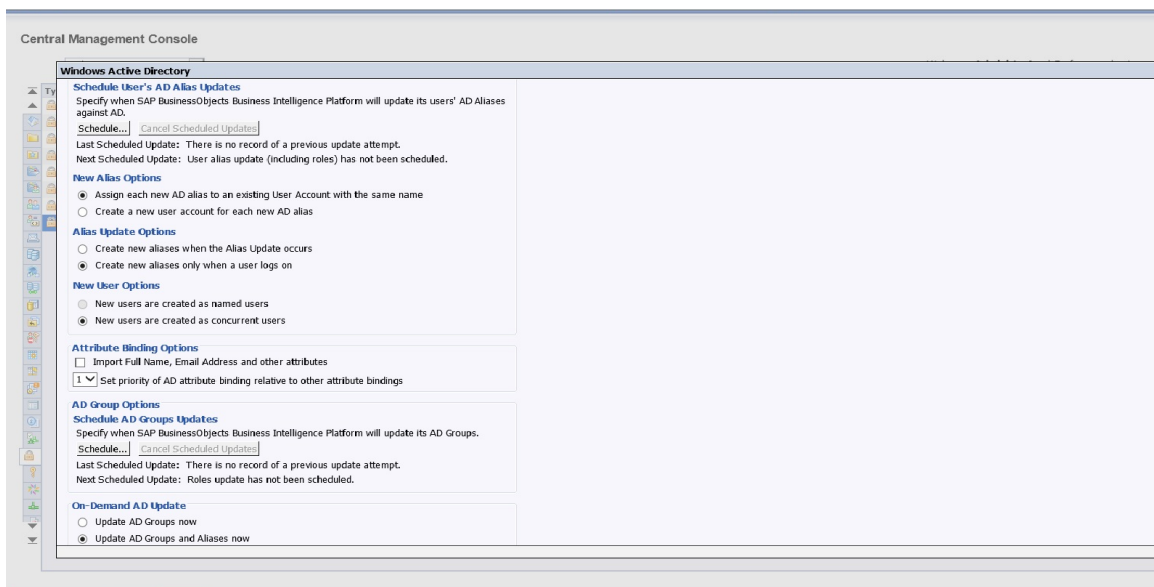 Central Management Console
Windows Active Directory
Ty
Schedule User's AD Alias Updates
Specify when SAP BusinessObjects Business Intelligence Platform will update its users' AD Aliases
against AD.
Schedule... Cancel Scheduled Updates
Last Scheduled Update: There is no record of a previous update attempt.
Next Scheduled Update: User alias update (including roles) has not been scheduled.
New Alias Options
Assign each new AD alias to an existing User Account with the same name
Create a new user account for each new AD alias
Alias Update Options
Create new aliases when the Alias Update occurs
Create new aliases only when a user logs on
New User Options
New users are created as named users
New users are created as concurrent users
Attribute Binding Options
Import Full Name, Email Address and other attributes
1 Set priority of AD attribute binding relative to other attribute bindings
AD Group Options
Schedule AD Groups Updates
Specify when SAP BusinessObjects Business Intelligence Platform will update its AD Groups.
Schedule... Cancel Scheduled Updates
Last Scheduled Update: There is no record of a previous update attempt.
Next Scheduled Update: Roles update has not been scheduled.
On-Demand AD Update
Update AD Groups now
Update AD Groups and Aliases now